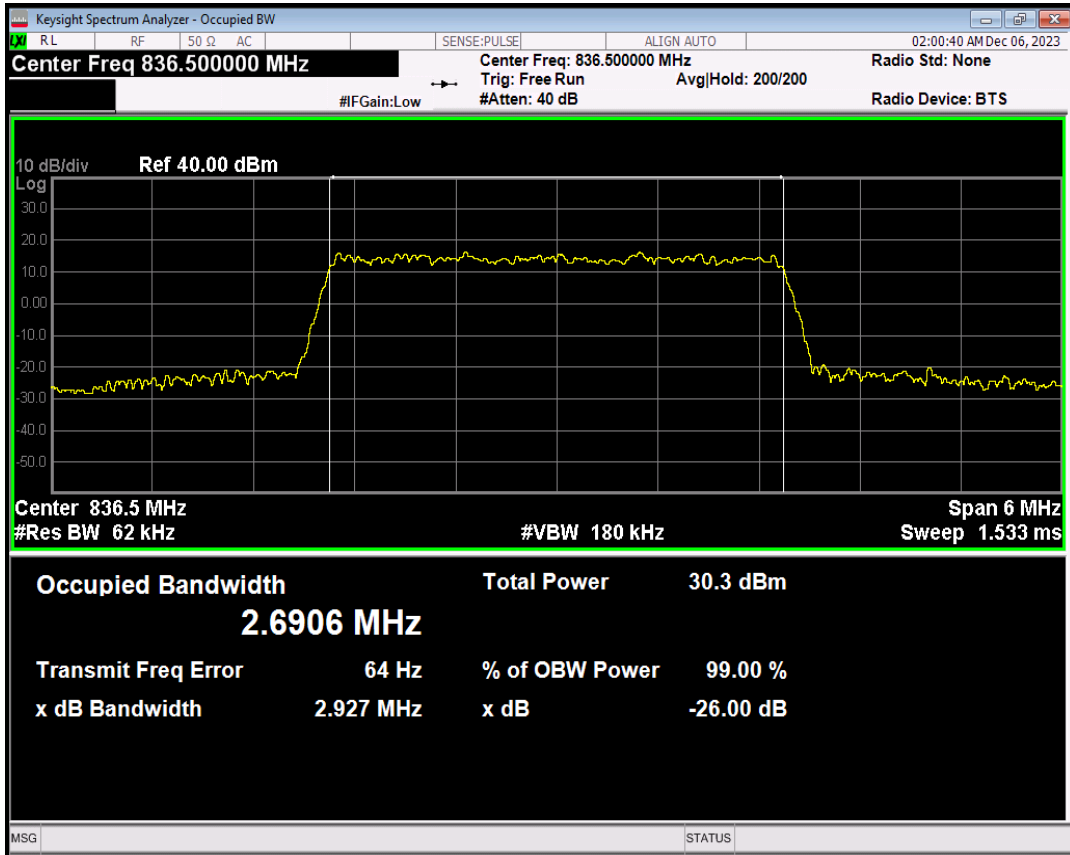 Keysight Spectrum Analyzer - Occupied BW
LXI RL RF 50 Ω AC SENSE:PULSE ALIGN AUTO 02:00:40 AM Dec 06, 2023
Center Freq 836.500000 MHz Center Freq: 836.500000 MHz Radio Std: None
Trig: Free Run Avg|Hold: 200/200
#IFGain:Low #Atten: 40 dB Radio Device: BTS
10 dB/div Ref 40.00 dBm
Log
30.0
20.0
10.0
0.00
-10.0
-20.0
-30.0
-40.0
-50.0
Center 836.5 MHz Span 6 MHz
#Res BW 62 kHz #VBW 180 kHz Sweep 1.533 ms
Occupied Bandwidth Total Power 30.3 dBm
2.6906 MHz
Transmit Freq Error 64 Hz % of OBW Power 99.00 %
x dB Bandwidth 2.927 MHz x dB -26.00 dB
MSG STATUS